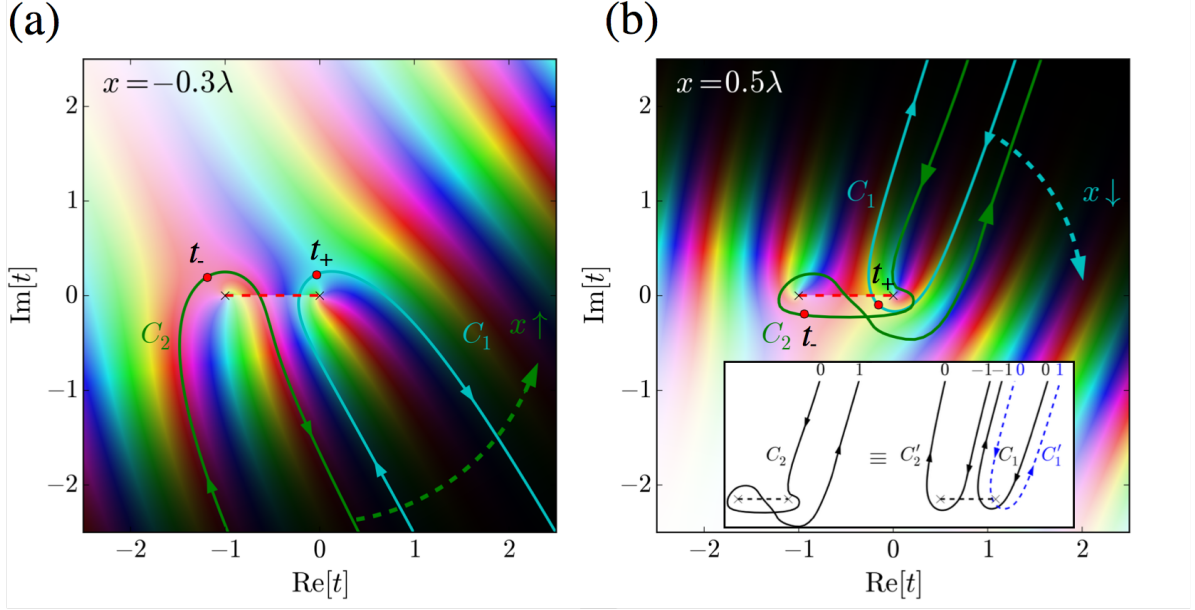 (a)
x = −0.3λ
t₋
t₊
C₂
C₁
x ↑
Im[t]
2
1
0
−1
−2
−2
−1
0
1
2
Re[t]
(b)
x = 0.5λ
C₁
x ↓
t₊
C₂
t₋
Im[t]
2
1
0
−1
−2
0 1 0 −1 −1 0 0 1
C₂ ≡ C₂′ C₁ C₁′
−2
−1
0
1
2
Re[t]